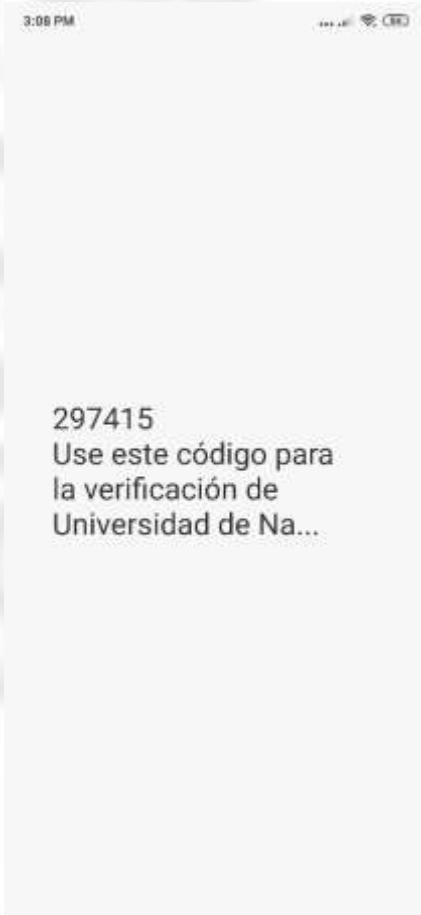 3:08 PM
297415
Use este código para
la verificación de
Universidad de Na...